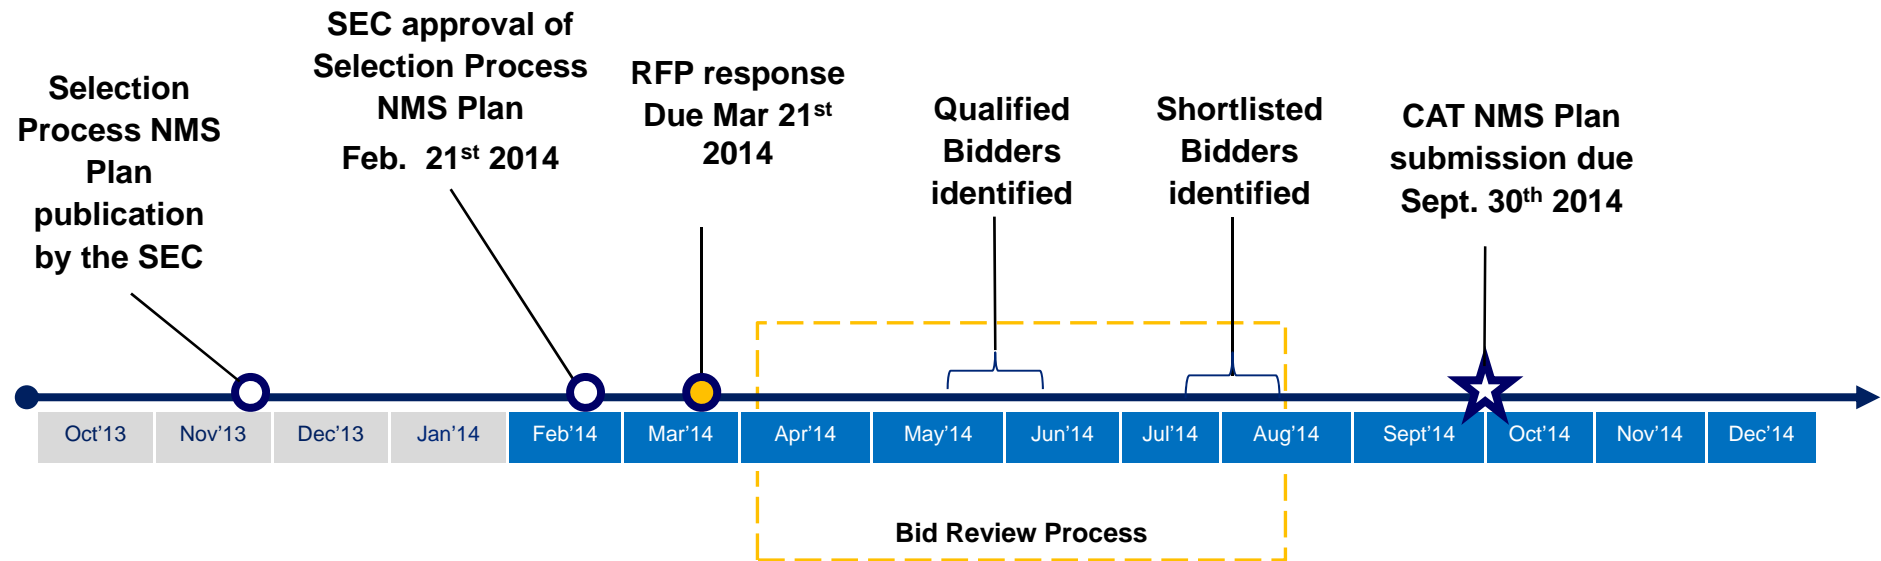 Selection
Process NMS
Plan
publication
by the SEC
SEC approval of
Selection Process
NMS Plan
Feb. 21st 2014
RFP response
Due Mar 21st
2014
Qualified
Bidders
identified
Shortlisted
Bidders
identified
CAT NMS Plan
submission due
Sept. 30th 2014
Oct’13 Nov’13 Dec’13 Jan’14 Feb’14 Mar’14 Apr’14 May’14 Jun’14 Jul’14 Aug’14 Sept’14 Oct’14 Nov’14 Dec’14
Bid Review Process